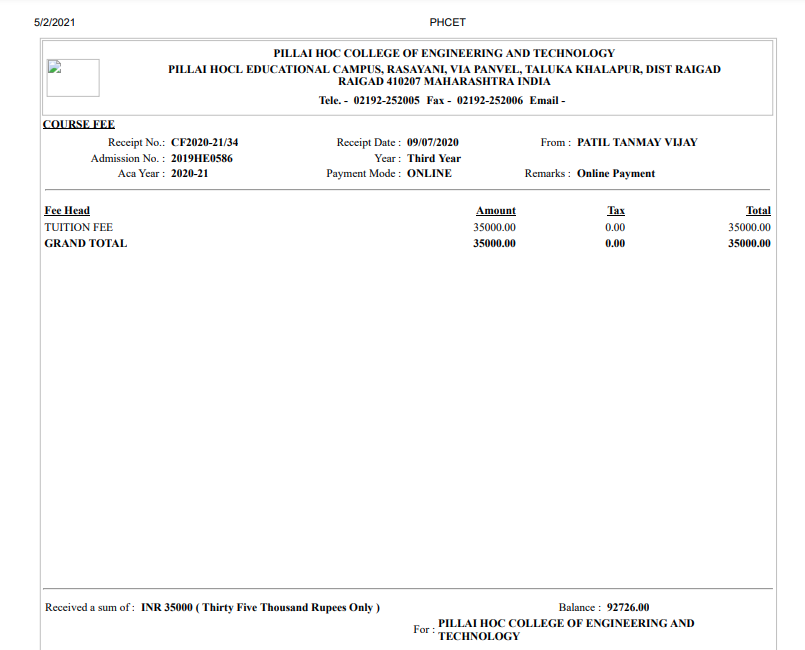 5/2/2021 PHCET
PILLAI HOC COLLEGE OF ENGINEERING AND TECHNOLOGY
PILLAI HOCL EDUCATIONAL CAMPUS, RASAYANI, VIA PANVEL, TALUKA KHALAPUR, DIST RAIGAD
RAIGAD 410207 MAHARASHTRA INDIA
Tele. - 02192-252005 Fax - 02192-252006 Email -
COURSE FEE
Receipt No.: CF2020-21/34 Receipt Date : 09/07/2020 From : PATIL TANMAY VIJAY
Admission No. : 2019HE0586 Year : Third Year
Aca Year : 2020-21 Payment Mode : ONLINE Remarks : Online Payment
Fee Head Amount Tax Total
TUITION FEE 35000.00 0.00 35000.00
GRAND TOTAL 35000.00 0.00 35000.00
Received a sum of : INR 35000 ( Thirty Five Thousand Rupees Only ) Balance : 92726.00
For : PILLAI HOC COLLEGE OF ENGINEERING AND
TECHNOLOGY